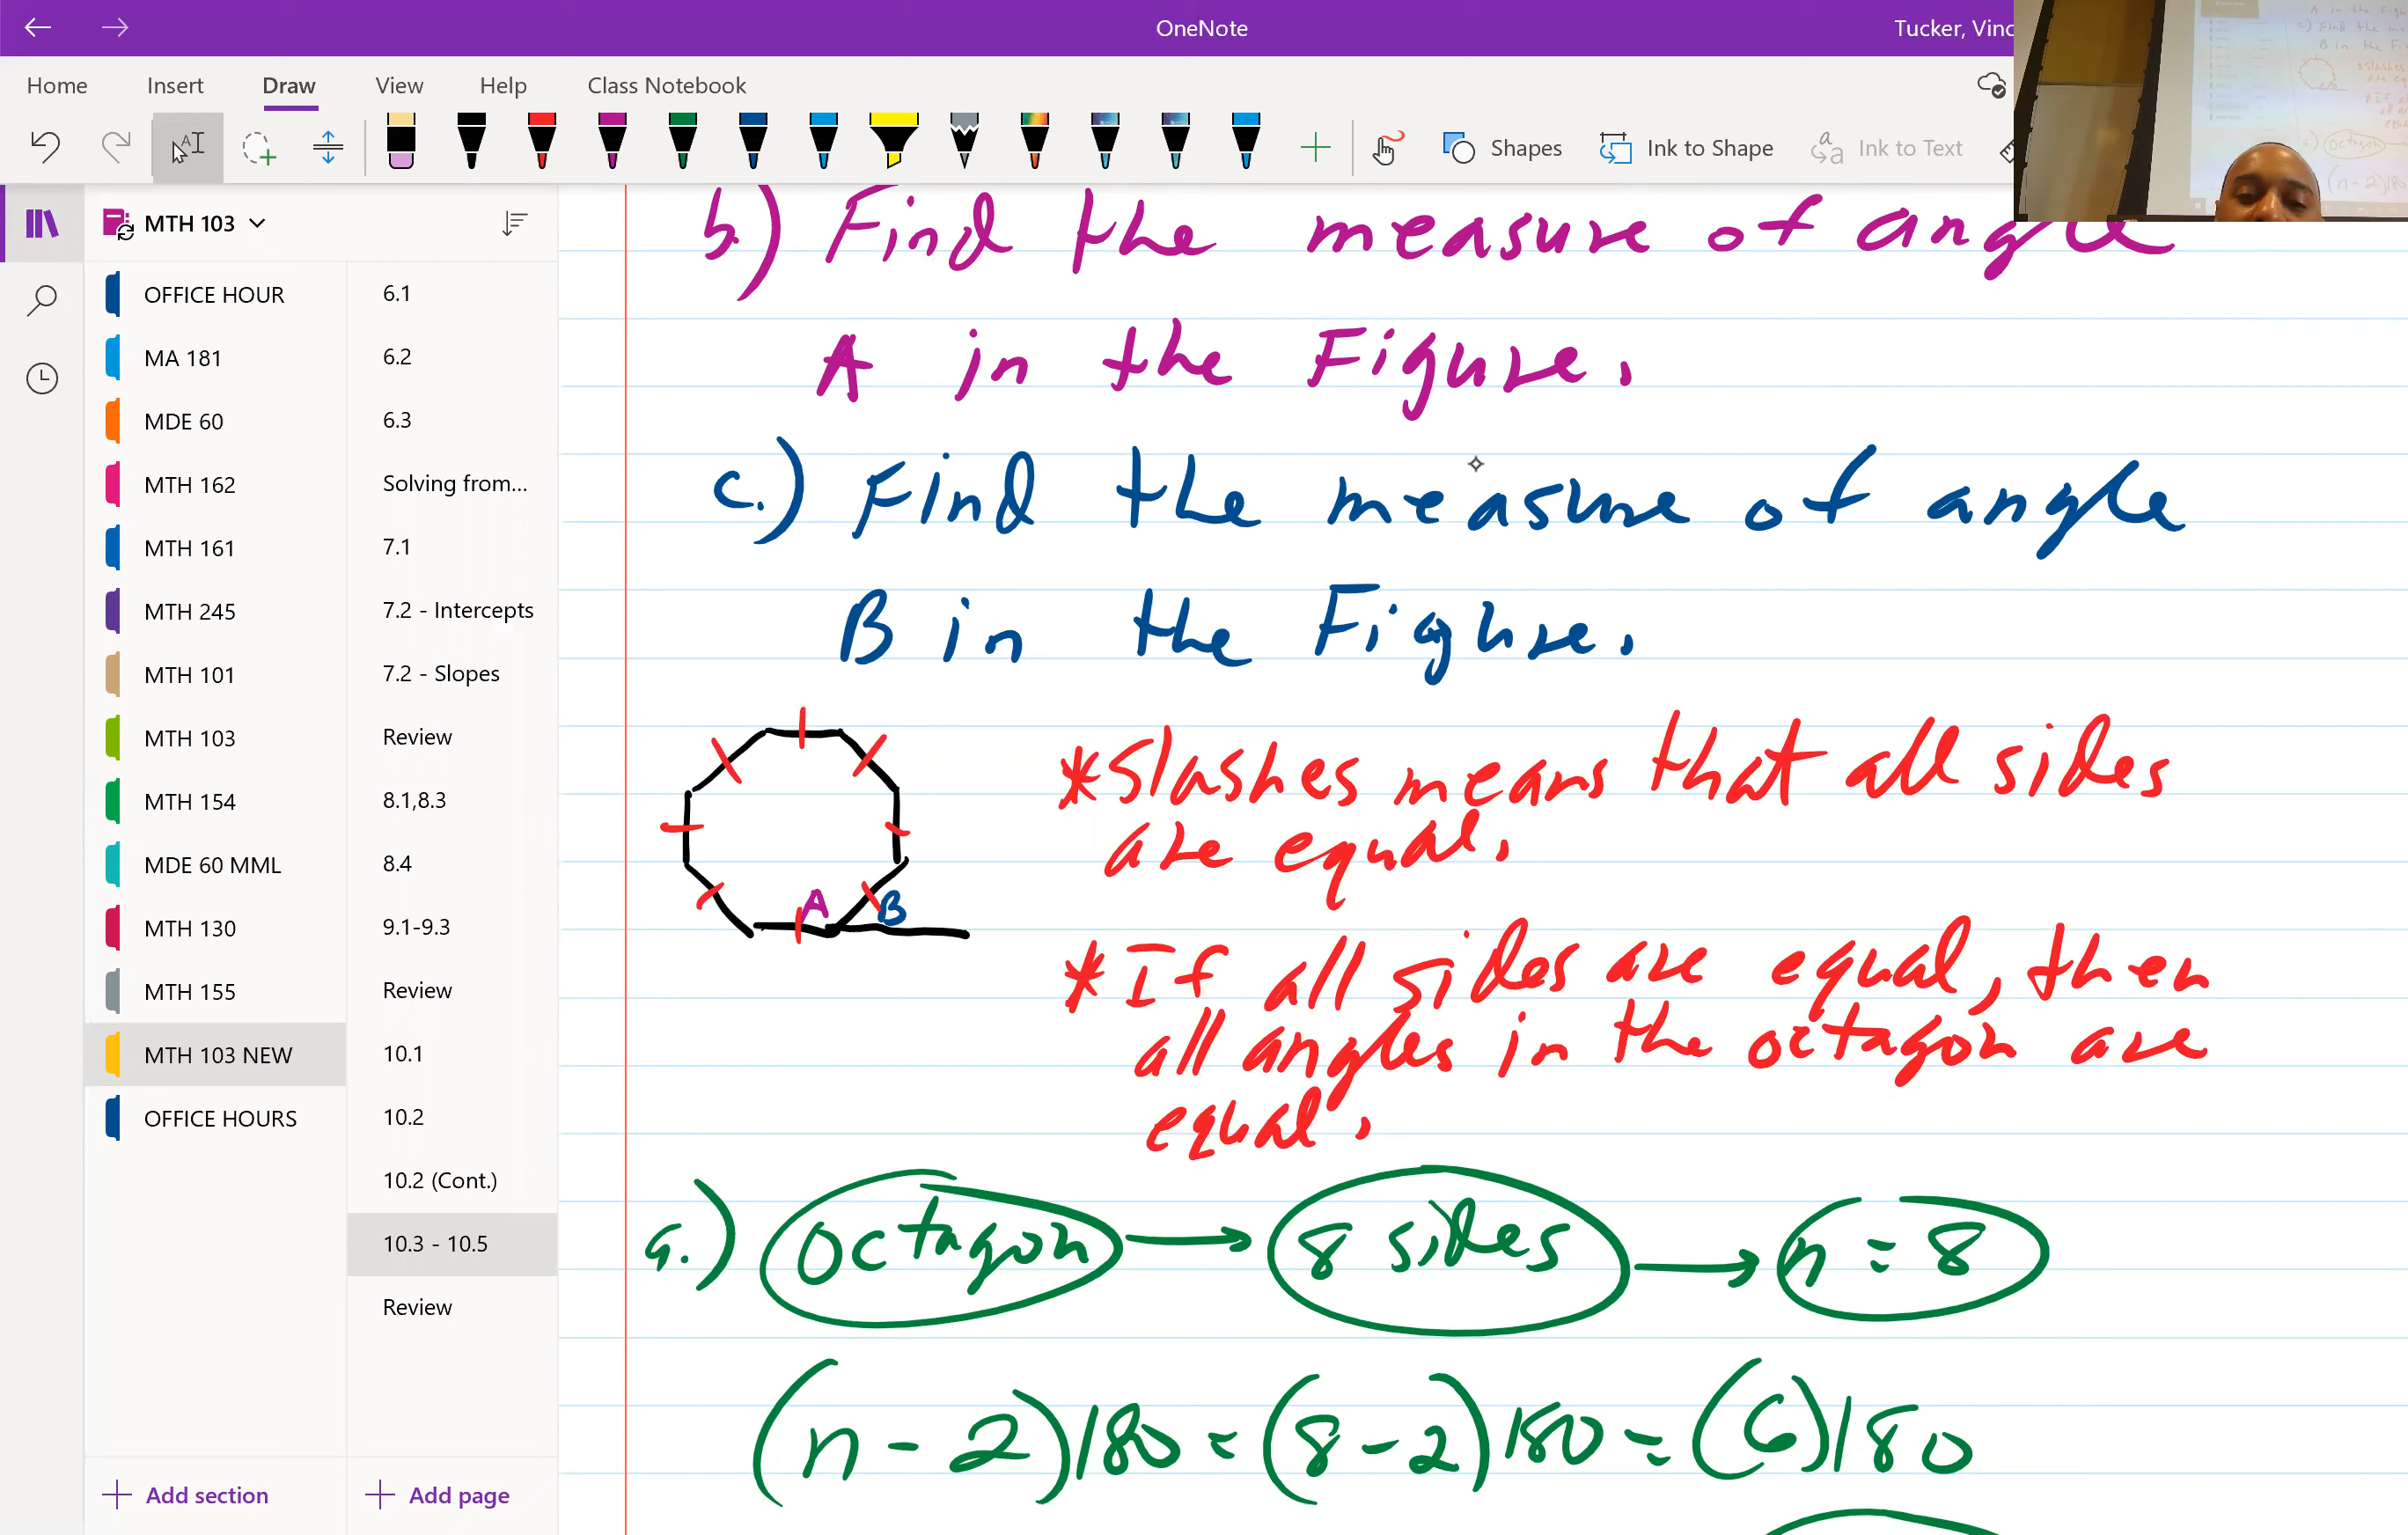 OneNote
Tucker, Vinc
Home Insert Draw View Help Class Notebook
Shapes Ink to Shape Ink to Text
MTH 103
OFFICE HOUR
MA 181
MDE 60
MTH 162
MTH 161
MTH 245
MTH 101
MTH 103
MTH 154
MDE 60 MML
MTH 130
MTH 155
MTH 103 NEW
OFFICE HOURS
Add section
6.1
6.2
6.3
Solving from...
7.1
7.2 - Intercepts
7.2 - Slopes
Review
8.1,8.3
8.4
9.1-9.3
Review
10.1
10.2
10.2 (Cont.)
10.3 - 10.5
Review
Add page
b.) Find the measure of angle
A in the Figure.
c.) Find the measure of angle
B in the Figure.
A B
*Slashes means that all sides
are equal.
*If all sides are equal, then
all angles in the octagon are
equal.
a.) Octagon → 8 sides → n = 8
(n - 2)180 = (8-2)180 = (6)180